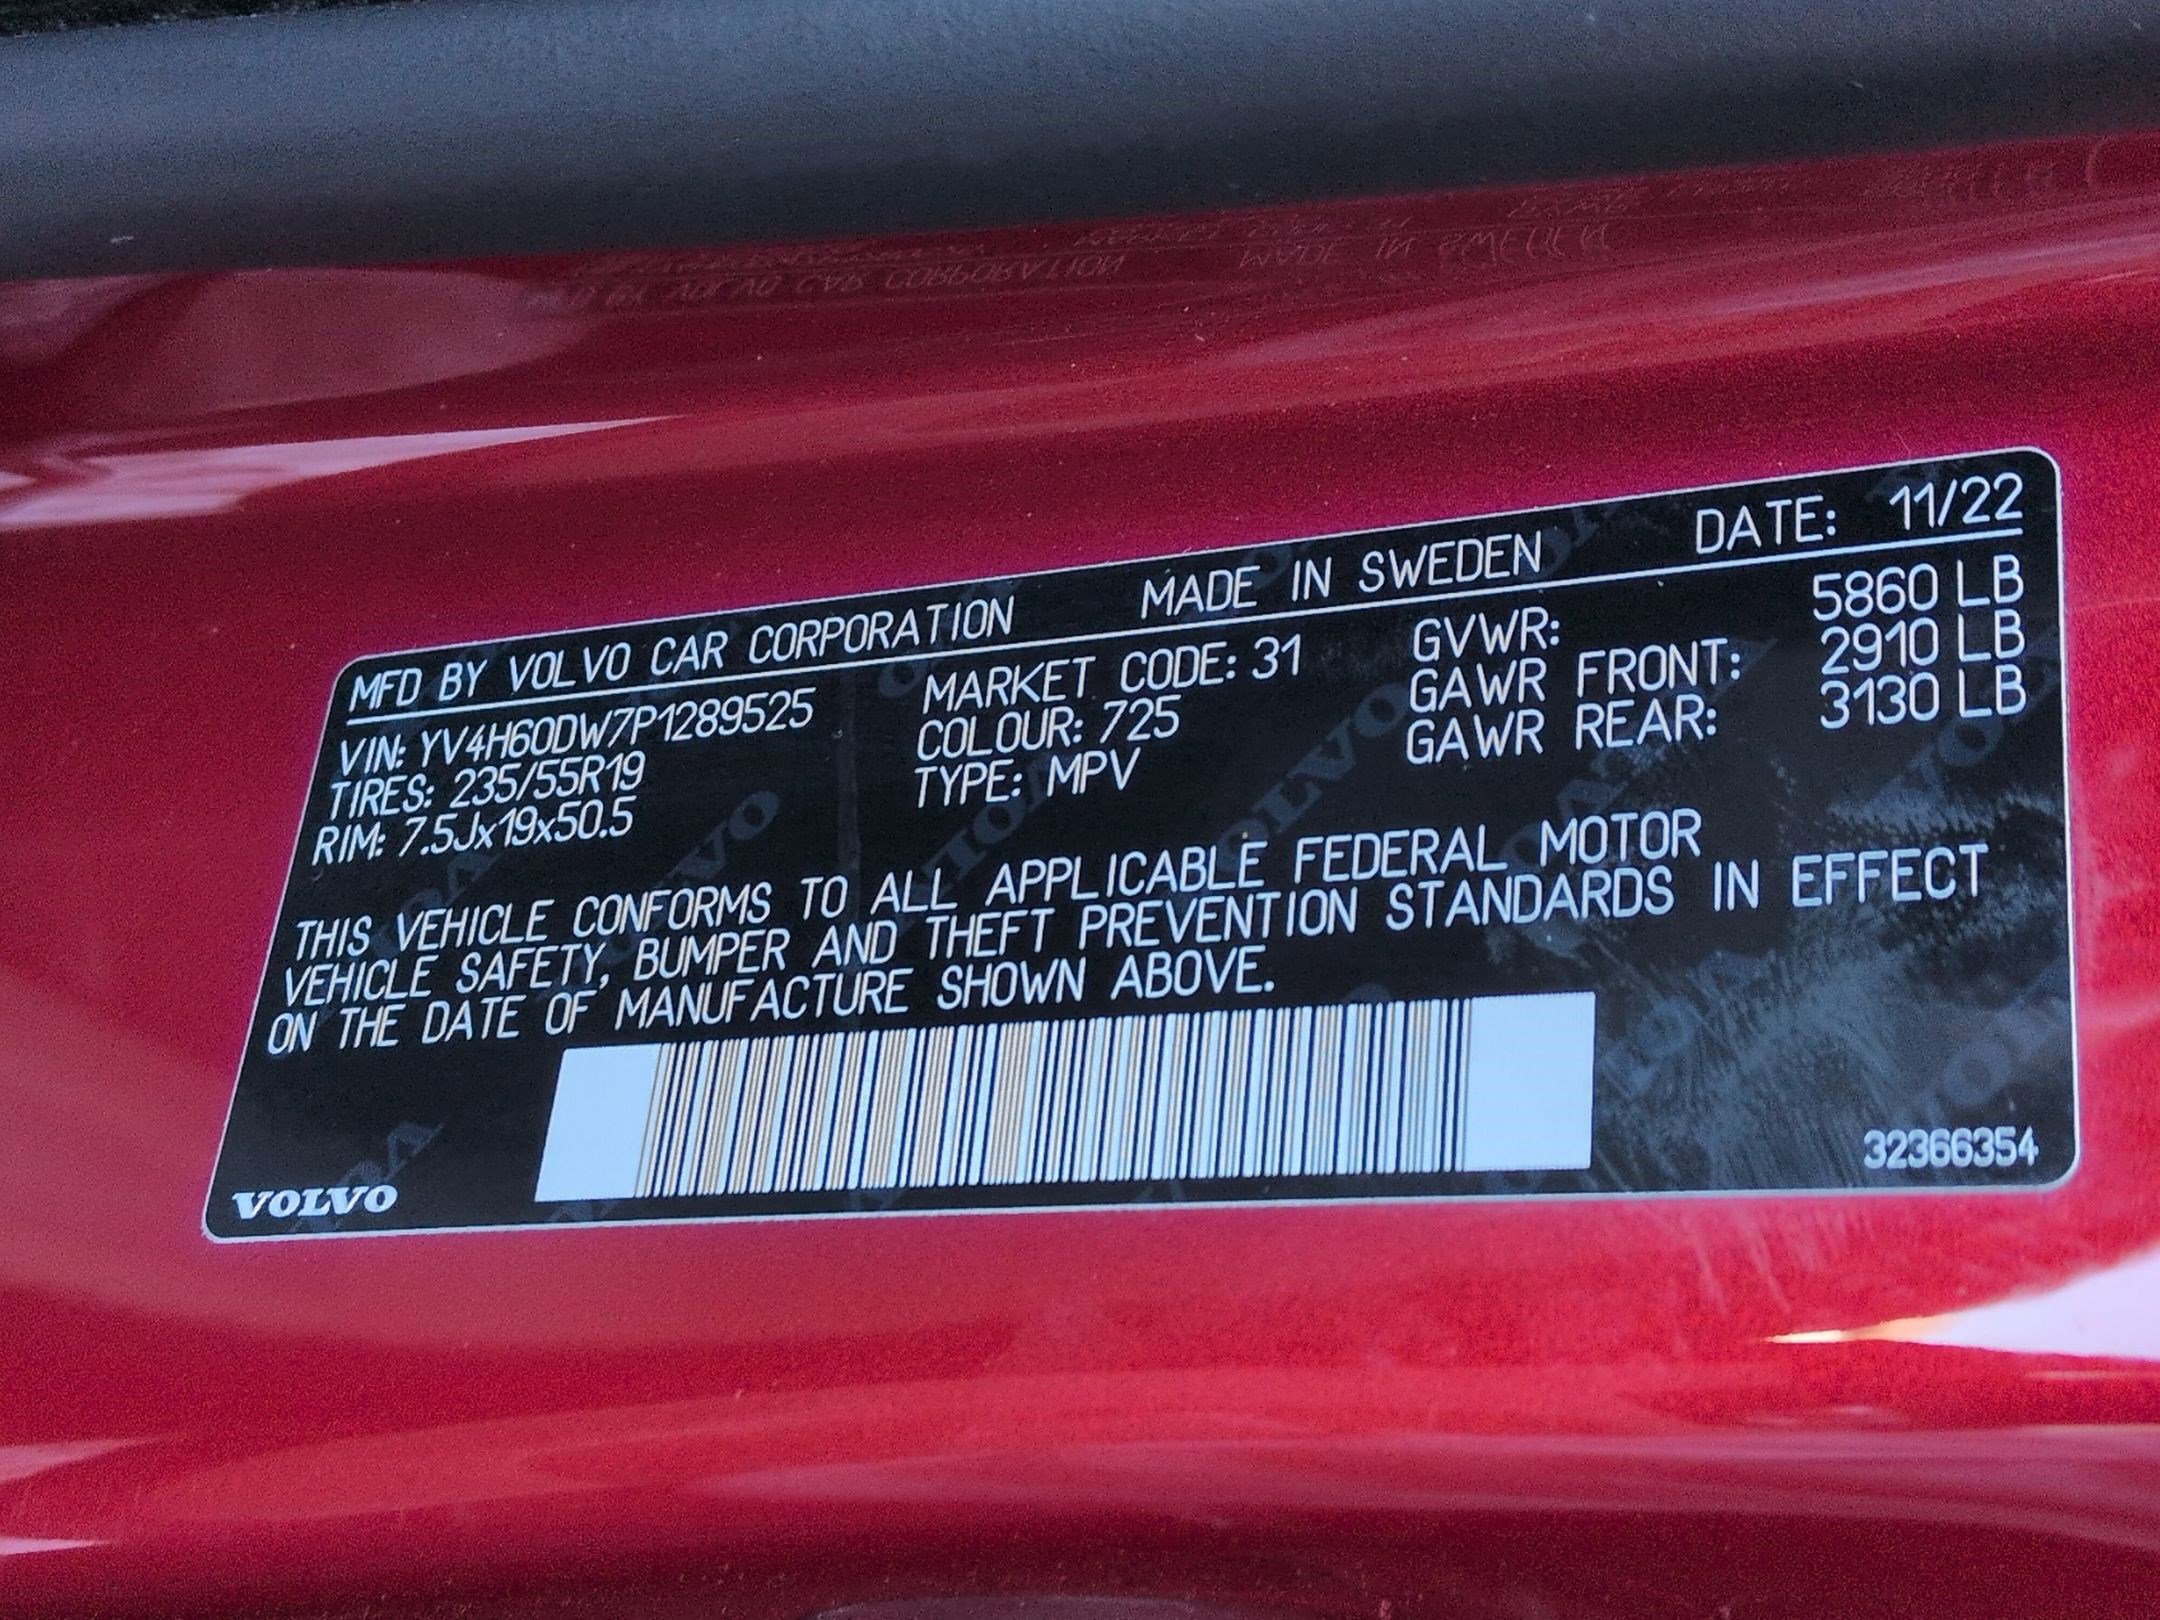 MFD BY VOLVO CAR CORPORATION MADE IN SWEDEN DATE: 11/22
VIN: YV4H60DW7P1289525 MARKET CODE: 31 GVWR: 5860 LB
TIRES: 235/55R19 COLOUR: 725 GAWR FRONT: 2910 LB
RIM: 7.5Jx19x50.5 TYPE: MPV GAWR REAR: 3130 LB
THIS VEHICLE CONFORMS TO ALL APPLICABLE FEDERAL MOTOR
VEHICLE SAFETY, BUMPER AND THEFT PREVENTION STANDARDS IN EFFECT
ON THE DATE OF MANUFACTURE SHOWN ABOVE.
VOLVO 32366354